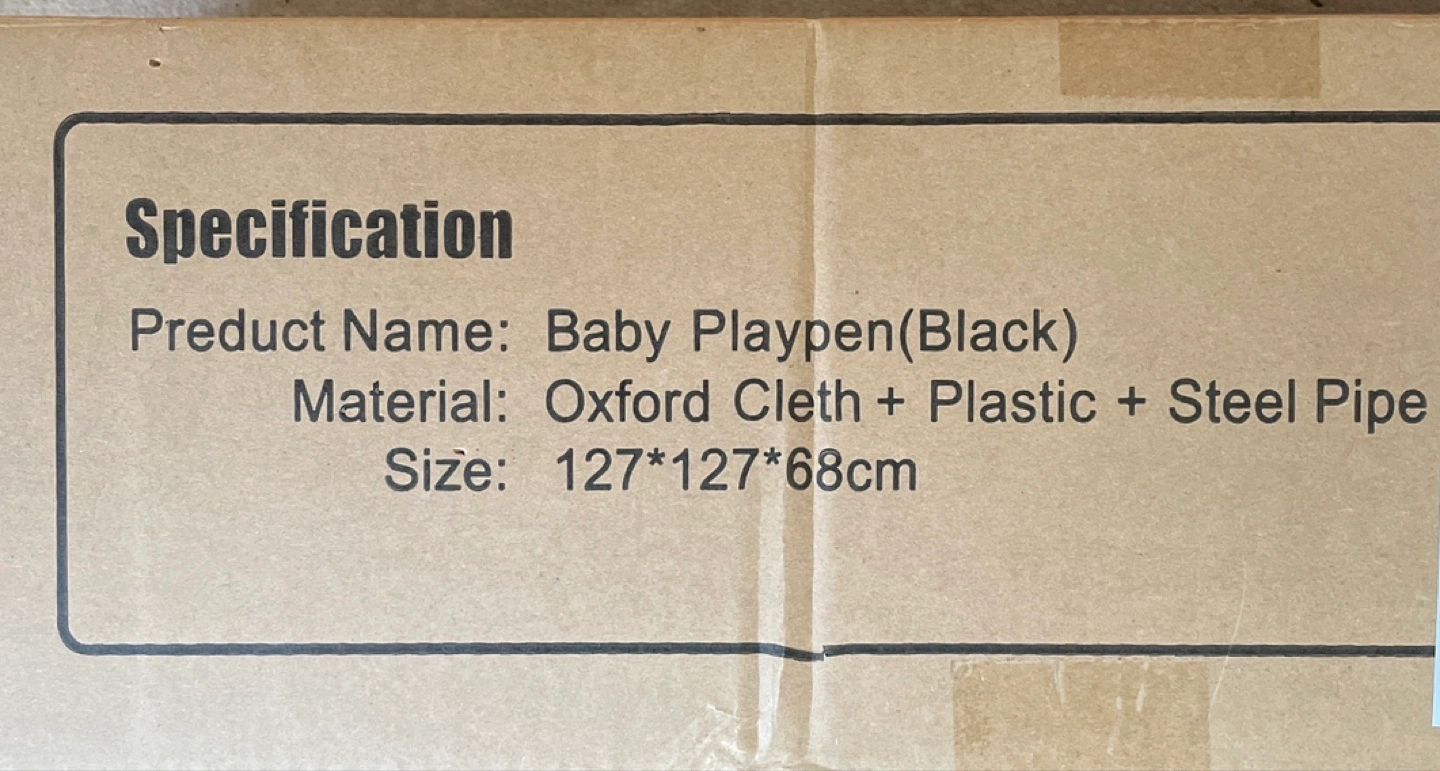 Specification
Preduct Name: Baby Playpen(Black)
Material: Oxford Cleth + Plastic + Steel Pipe
Size: 127*127*68cm